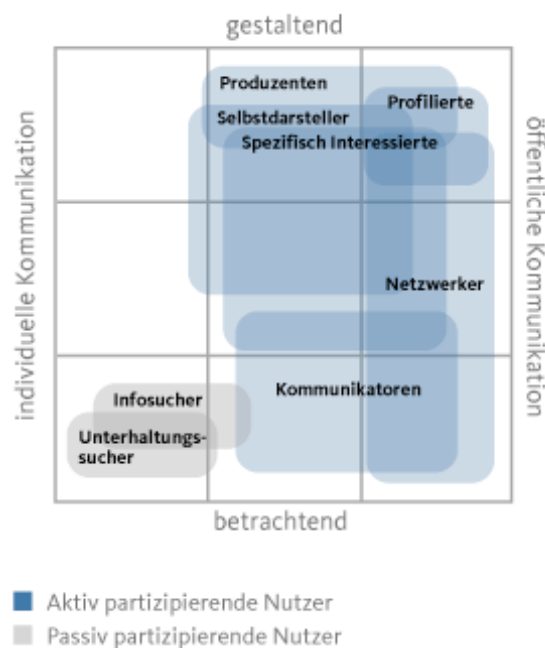 gestaltend
Produzenten
Profilierte
Selbstdarsteller
Spezifisch Interessierte
individuelle Kommunikation
öffentliche Kommunikation
Netzwerker
Kommunikatoren
Infosucher
Unterhaltungs-
sucher
betrachtend
Aktiv partizipierende Nutzer
Passiv partizipierende Nutzer